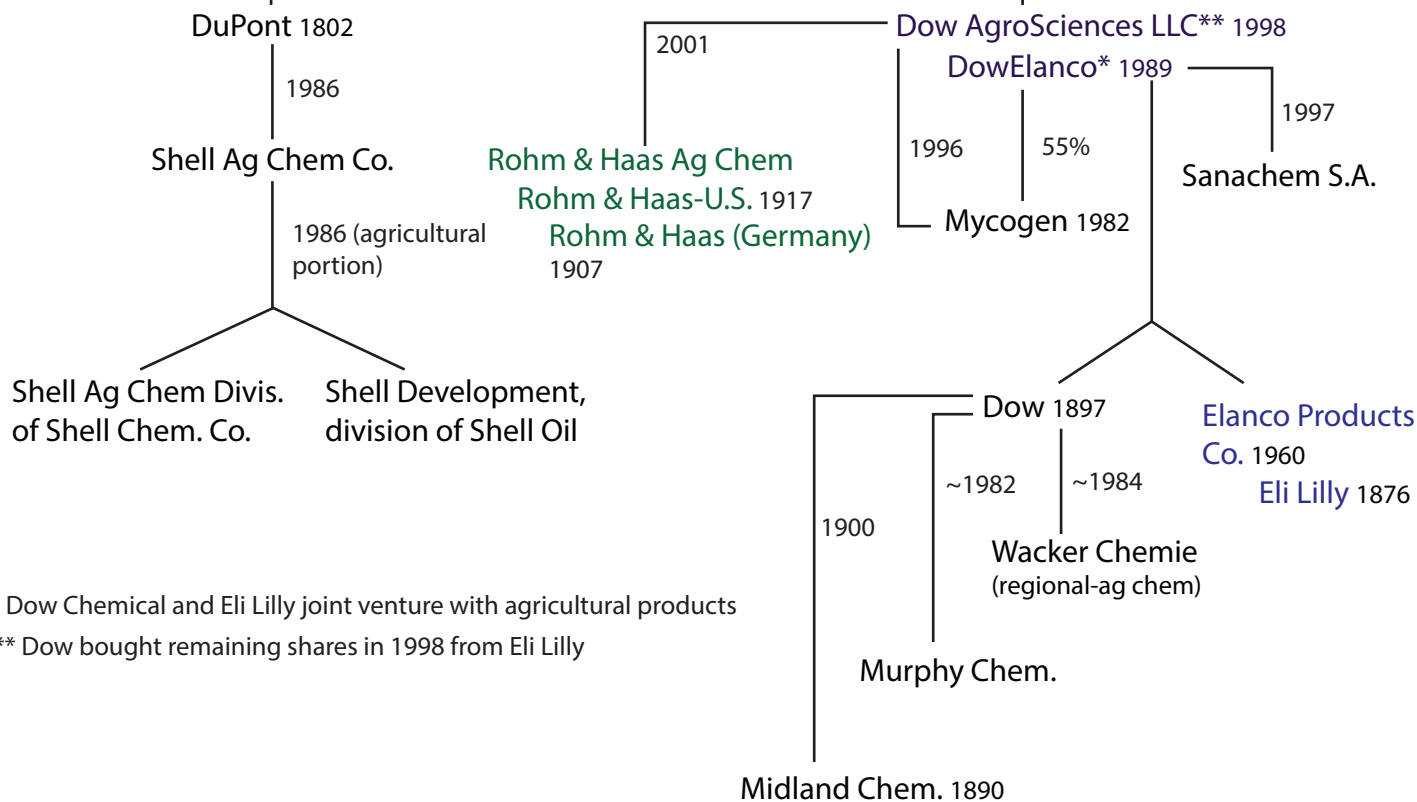 DuPont 1802
Dow AgroSciences LLC** 1998
2001
DowElanco* 1989
1986
1997
Shell Ag Chem Co.
Rohm & Haas Ag Chem
1996
55%
Sanachem S.A.
Rohm & Haas-U.S. 1917
Mycogen 1982
1986 (agricultural
portion)
Rohm & Haas (Germany)
1907
Shell Ag Chem Divis.
of Shell Chem. Co.
Shell Development,
division of Shell Oil
Dow 1897
Elanco Products
Co. 1960
Eli Lilly 1876
~1982
~1984
1900
Wacker Chemie
(regional-ag chem)
Dow Chemical and Eli Lilly joint venture with agricultural products
** Dow bought remaining shares in 1998 from Eli Lilly
Murphy Chem.
Midland Chem. 1890